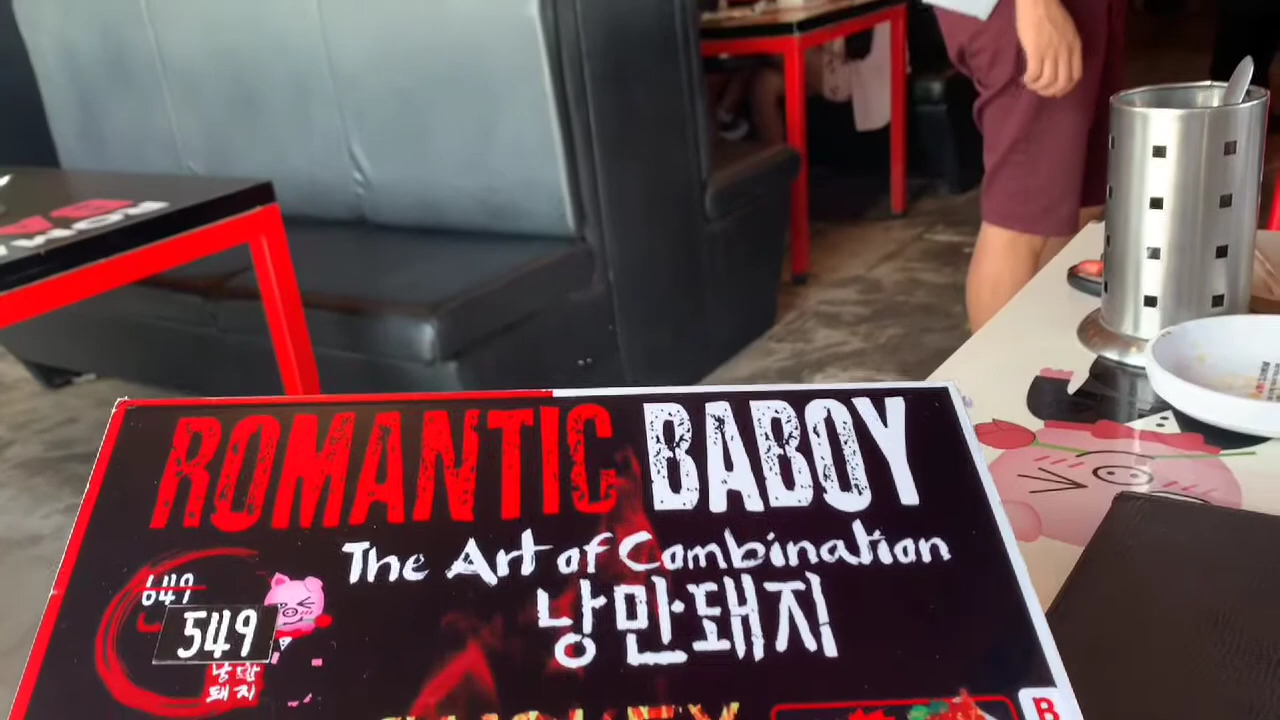 ROMANTIC BABOY
The Art of Combination
낭만돼지
649
549
낭만
돼지
B